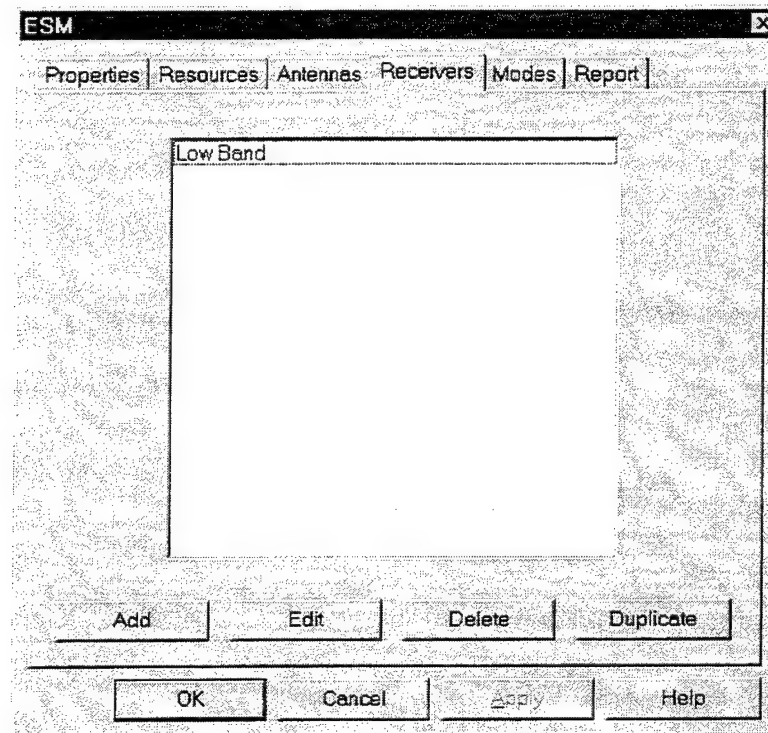 ESM
Properties Resources Antennas Receivers Modes Report
Low Band
Add Edit Delete Duplicate
OK Cancel Apply Help